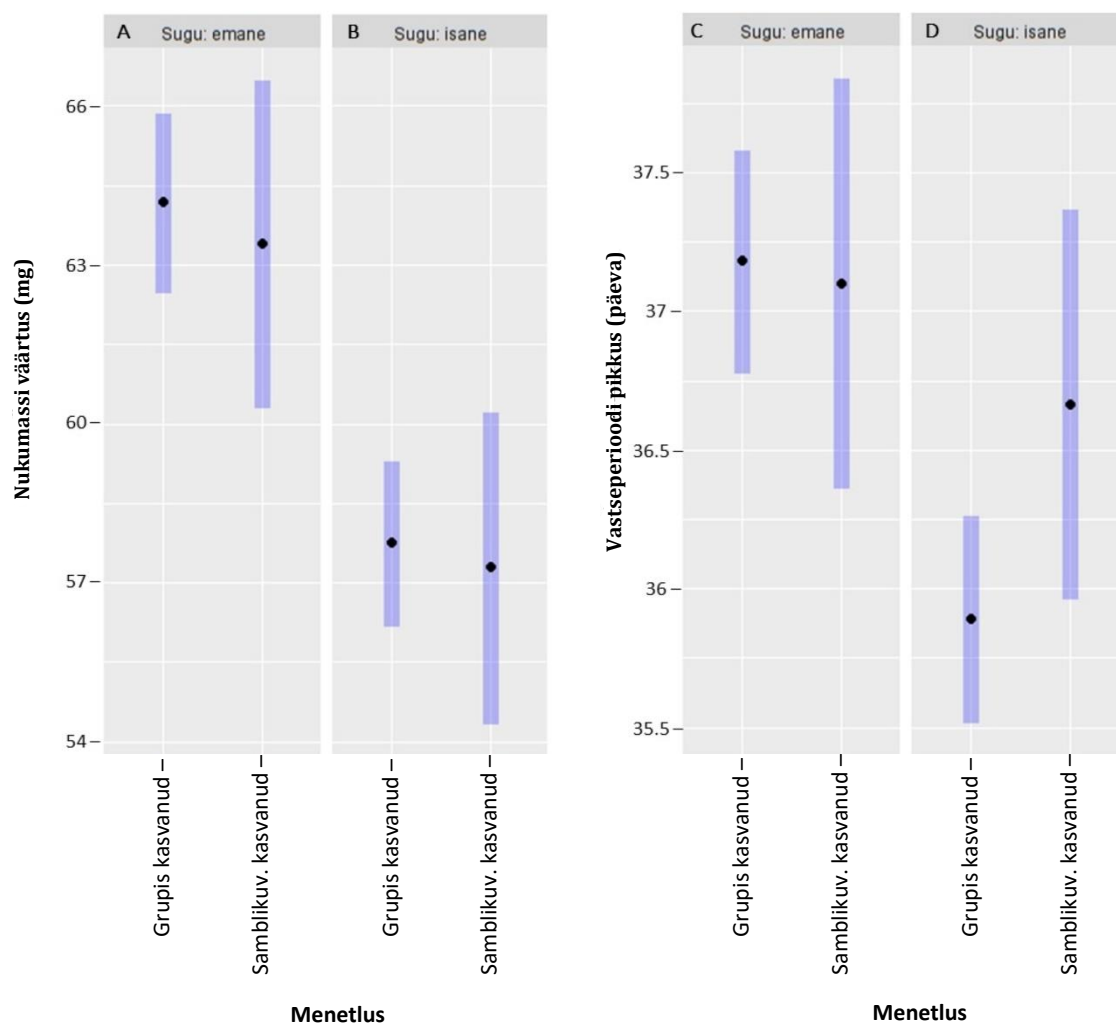 A Sugu: emane
B Sugu: isane
Nukumassi väärtus (mg)
66
63
60
57
54
Grupis kasvanud
Samblikuv. kasvanud
Grupis kasvanud
Samblikuv. kasvanud
Menetlus
C Sugu: emane
D Sugu: isane
Vastseperioodi pikkus (päeva)
37.5
37
36.5
36
35.5
Grupis kasvanud
Samblikuv. kasvanud
Grupis kasvanud
Samblikuv. kasvanud
Menetlus